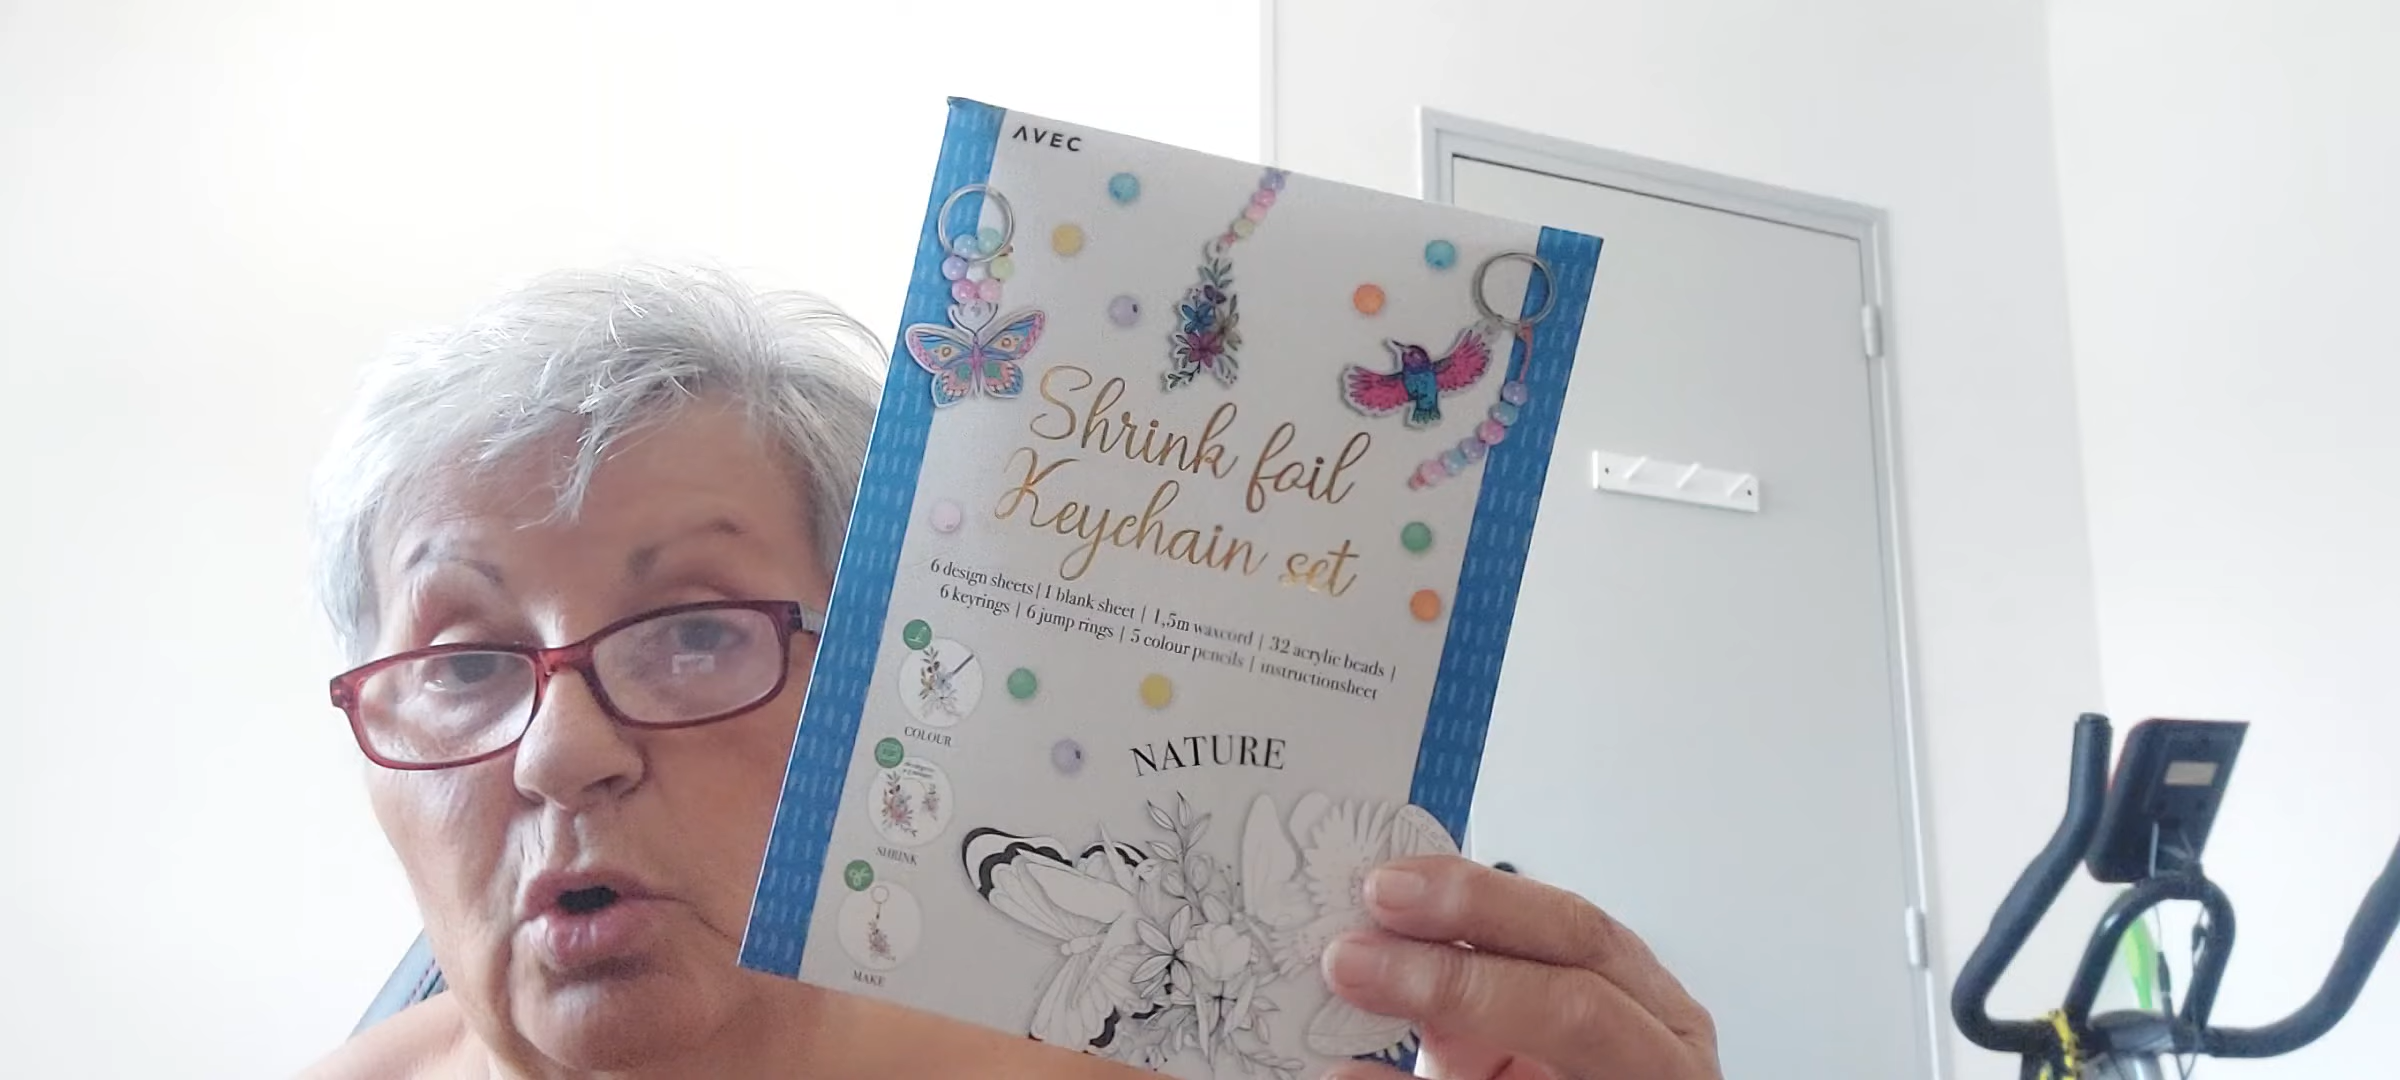 AVEC
Shrink foil
Keychain set
6 design sheets | 1 blank sheet | 1,5m waxcord | 32 acrylic beads |
6 keyrings | 6 jump rings | 5 colour pencils | instructionsheet
COLOUR
NATURE
SHRINK
MAKE